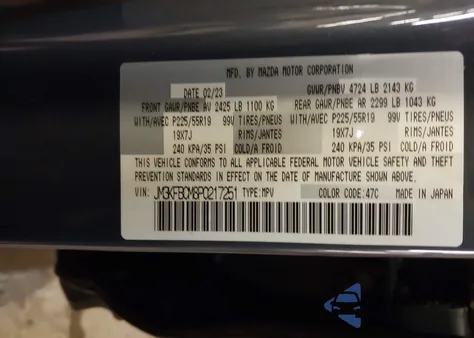 MFD. BY MAZDA MOTOR CORPORATION
DATE 02/23 GVWR/PNBV 4724 LB 2143 KG
FRONT GAWR/PNBE AV 2425 LB 1100 KG REAR GAWR/PNBE AR 2299 LB 1043 KG
WITH/AVEC P225/55R19 99V TIRES/PNEUS WITH/AVEC P225/55R19 99V TIRES/PNEUS
19X7J RIMS/JANTES 19X7J RIMS/JANTES
240 KPA/35 PSI COLD/A FROID 240 KPA/35 PSI COLD/A FROID
THIS VEHICLE CONFORMS TO ALL APPLICABLE FEDERAL MOTOR VEHICLE SAFETY AND THEFT
PREVENTION STANDARDS IN EFFECT ON THE DATE OF MANUFACTURE SHOWN ABOVE.
VIN: JM3KFBCM6P0217251 TYPE:MPV COLOR CODE:47C MADE IN JAPAN